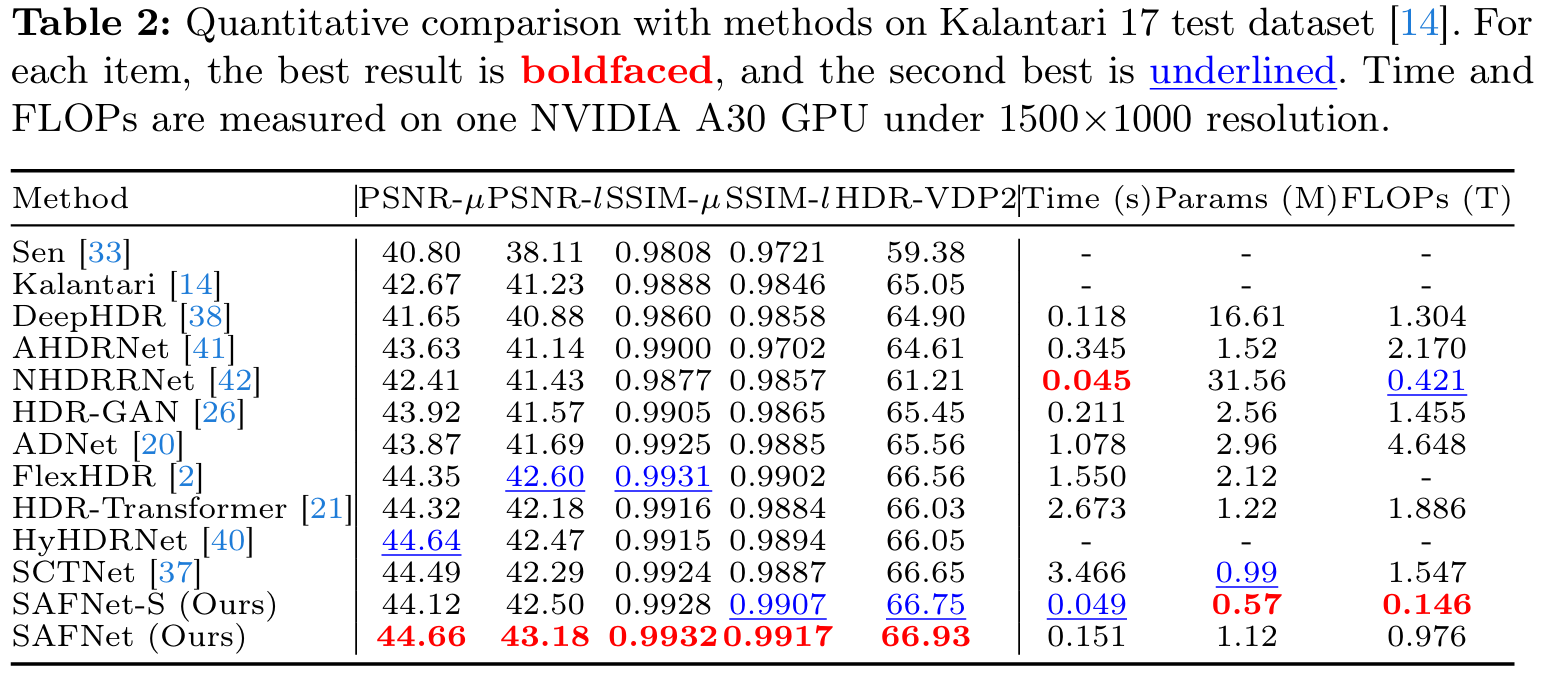 Table 2: Quantitative comparison with methods on Kalantari 17 test dataset [14]. For
each item, the best result is boldfaced, and the second best is underlined. Time and
FLOPs are measured on one NVIDIA A30 GPU under 1500×1000 resolution.
Method PSNR-μ PSNR-l SSIM-μ SSIM-l HDR-VDP2 Time (s) Params (M) FLOPs (T)
Sen [33] 40.80 38.11 0.9808 0.9721 59.38 - - -
Kalantari [14] 42.67 41.23 0.9888 0.9846 65.05 - - -
DeepHDR [38] 41.65 40.88 0.9860 0.9858 64.90 0.118 16.61 1.304
AHDRNet [41] 43.63 41.14 0.9900 0.9702 64.61 0.345 1.52 2.170
NHDRRNet [42] 42.41 41.43 0.9877 0.9857 61.21 0.045 31.56 0.421
HDR-GAN [26] 43.92 41.57 0.9905 0.9865 65.45 0.211 2.56 1.455
ADNet [20] 43.87 41.69 0.9925 0.9885 65.56 1.078 2.96 4.648
FlexHDR [2] 44.35 42.60 0.9931 0.9902 66.56 1.550 2.12 -
HDR-Transformer [21] 44.32 42.18 0.9916 0.9884 66.03 2.673 1.22 1.886
HyHDRNet [40] 44.64 42.47 0.9915 0.9894 66.05 - - -
SCTNet [37] 44.49 42.29 0.9924 0.9887 66.65 3.466 0.99 1.547
SAFNet-S (Ours) 44.12 42.50 0.9928 0.9907 66.75 0.049 0.57 0.146
SAFNet (Ours) 44.66 43.18 0.9932 0.9917 66.93 0.151 1.12 0.976